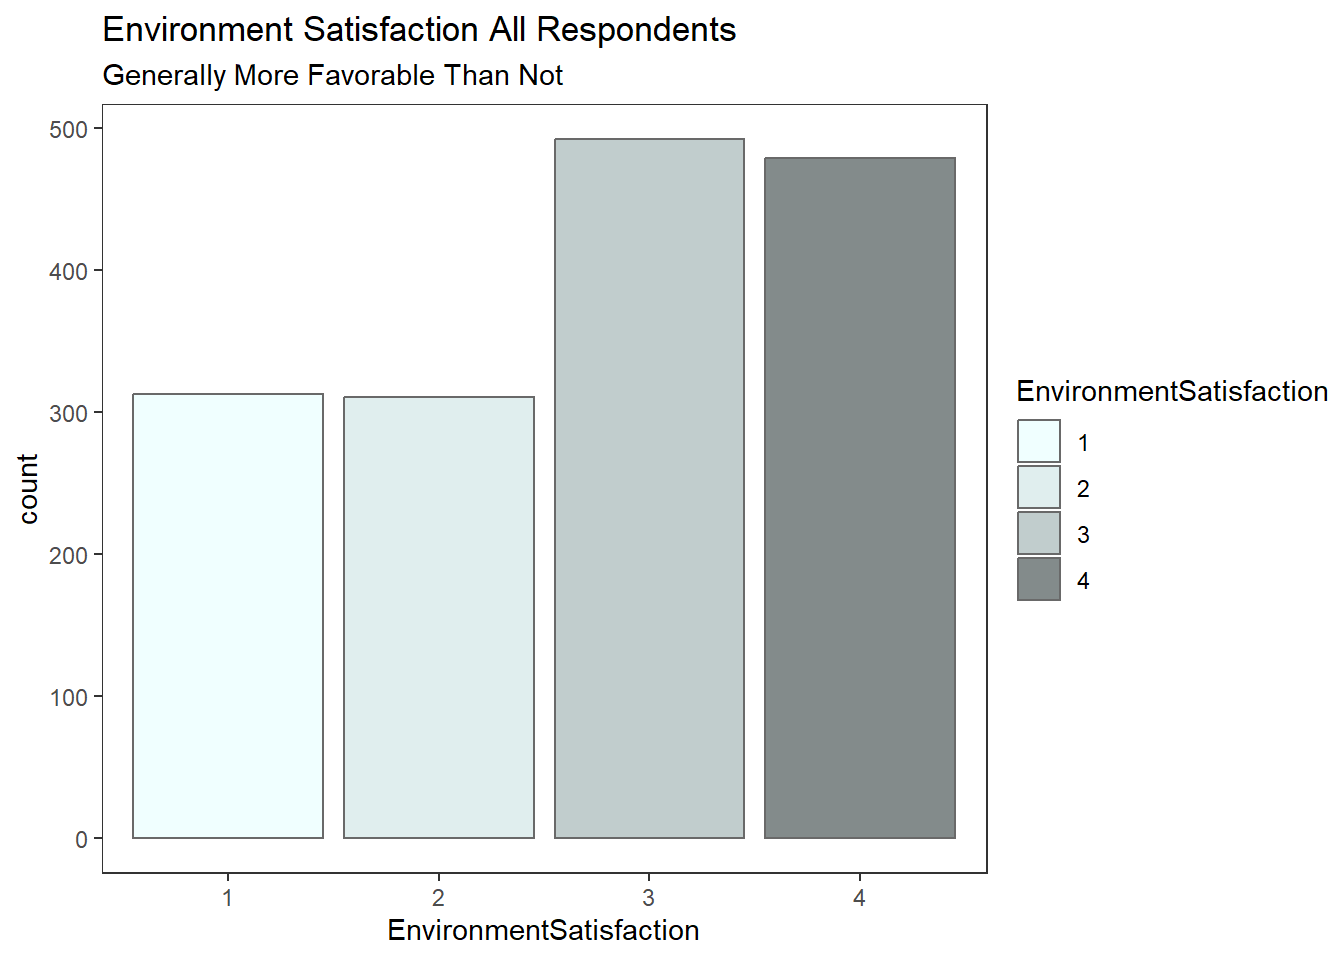 Environment Satisfaction All Respondents
Generally More Favorable Than Not
500
400
300
200
100
0
count
1
2
3
4
EnvironmentSatisfaction
EnvironmentSatisfaction
1
2
3
4